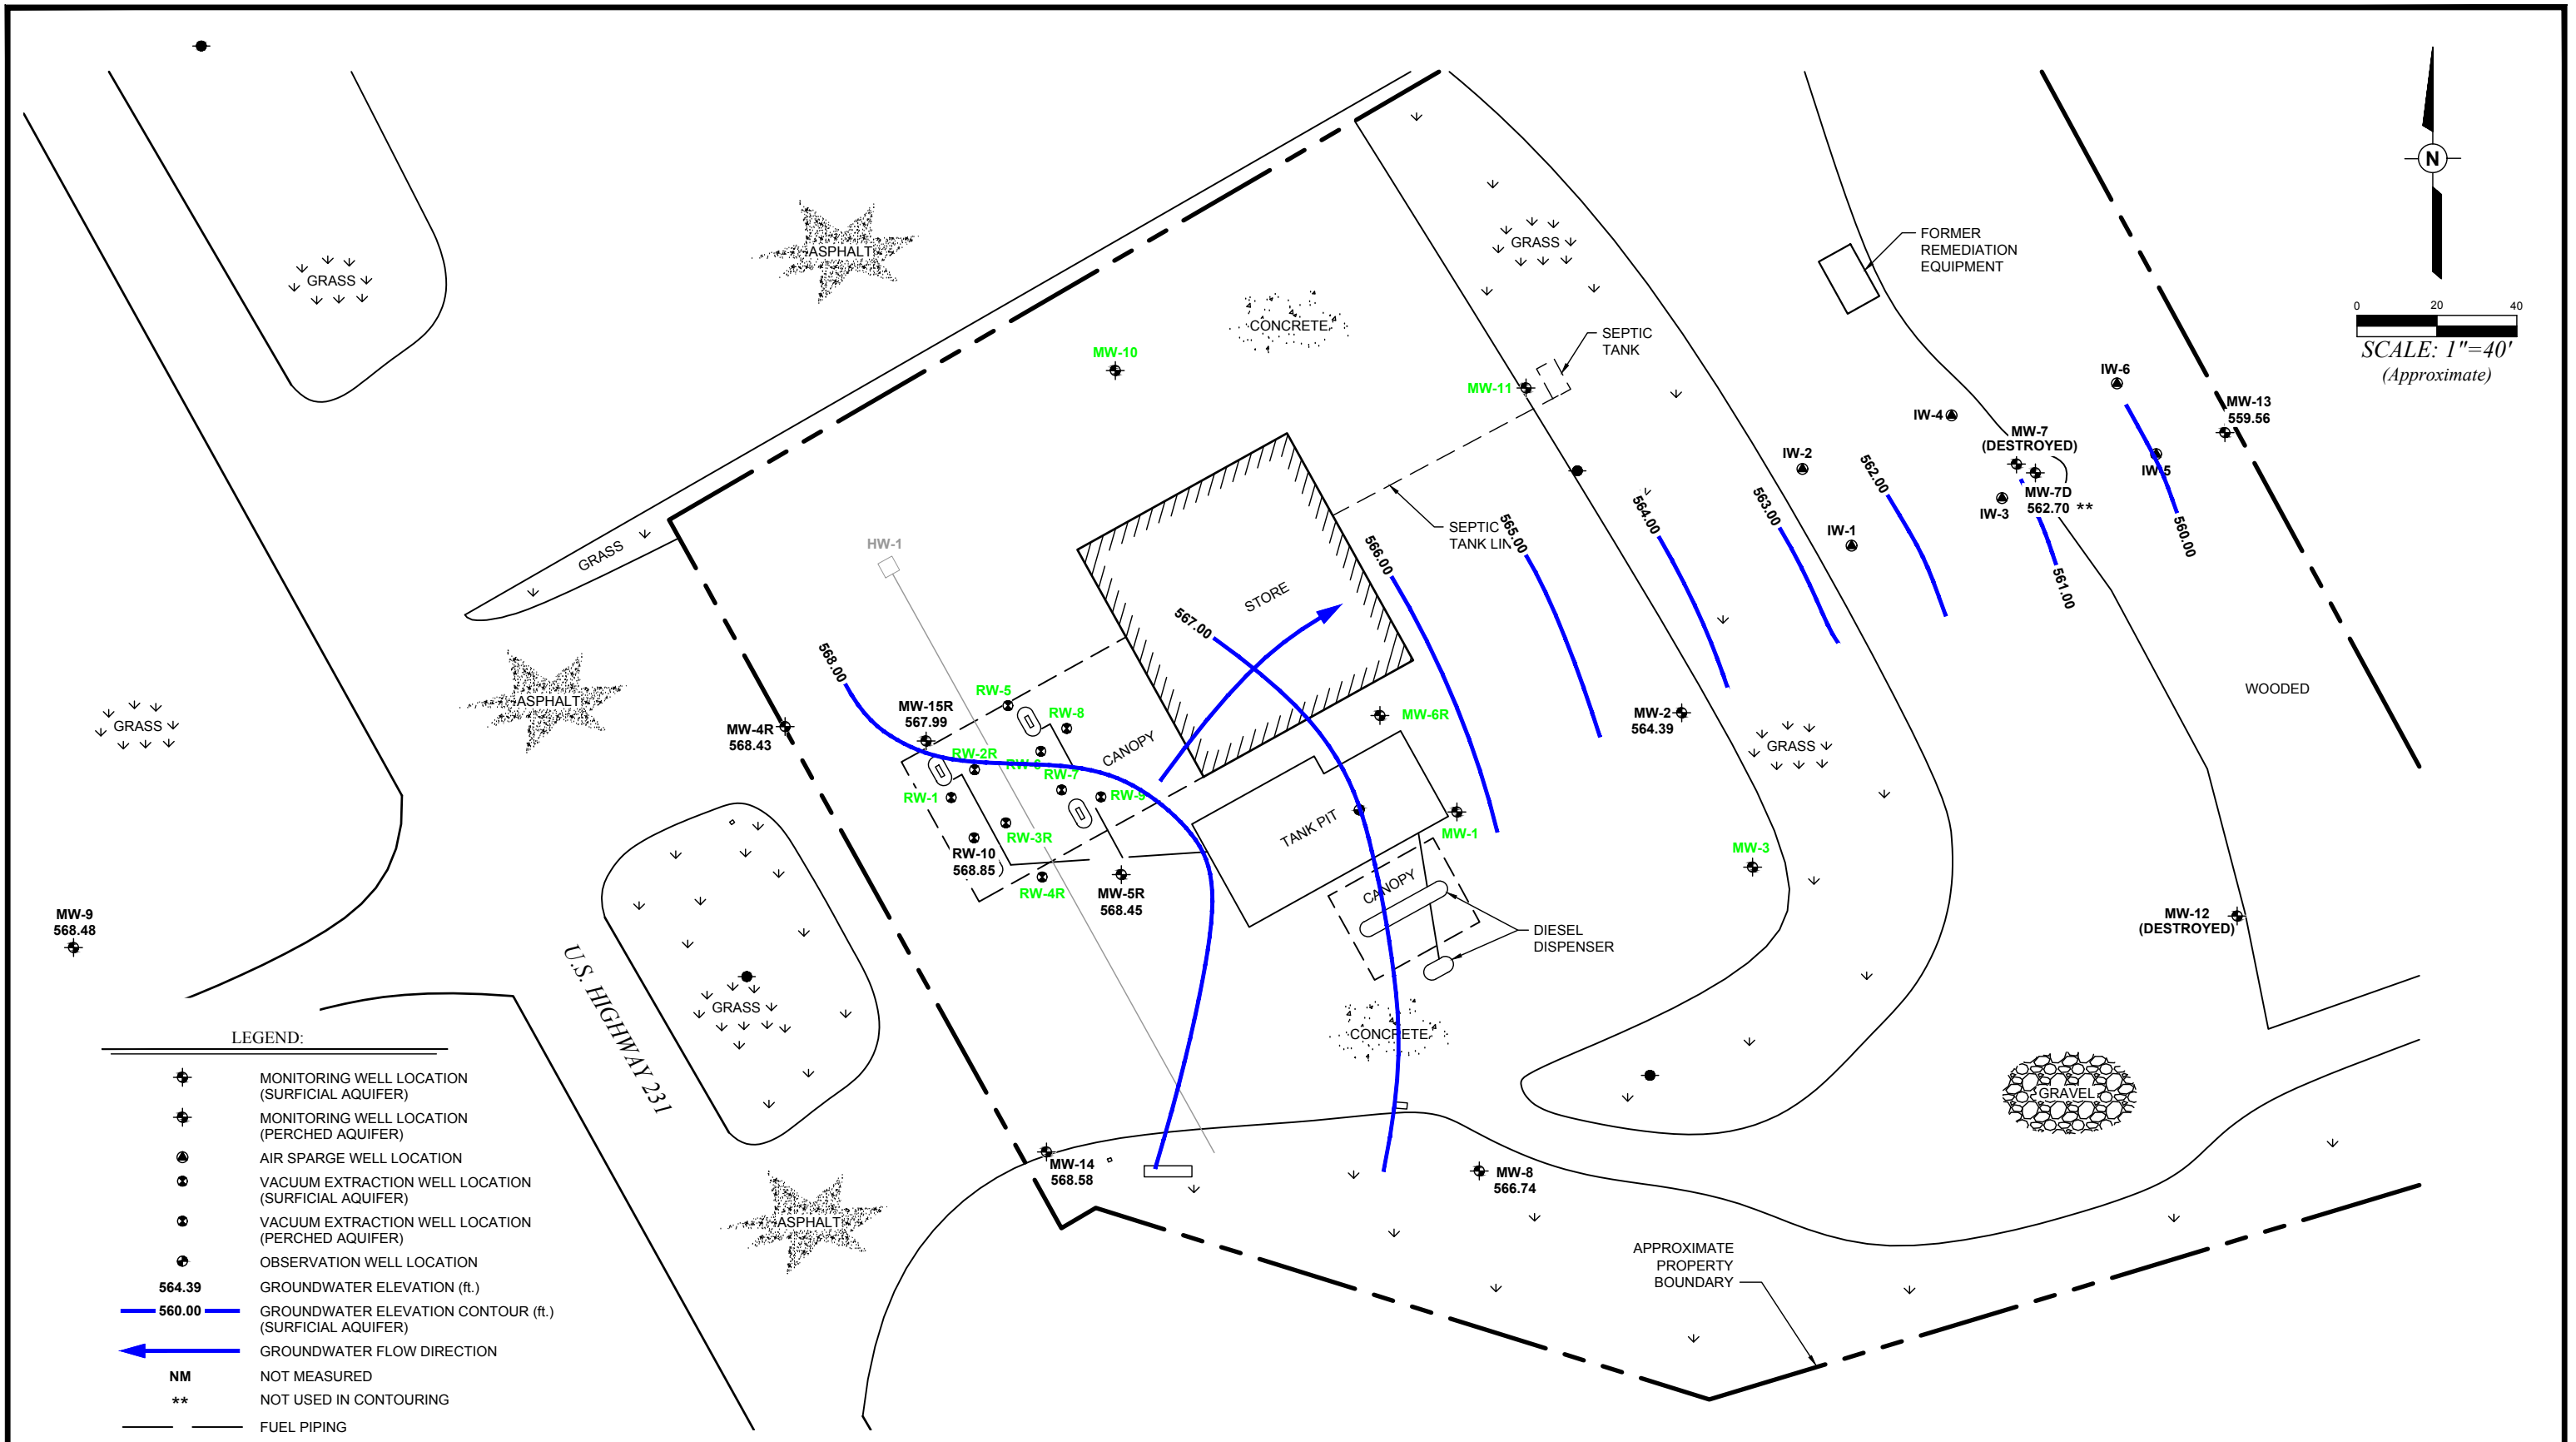 GRASS
ASPHALT
CONCRETE
MW-10
MW-11
SEPTIC
TANK
GRASS
FORMER
REMEDIATION
EQUIPMENT
N
0 20 40
SCALE: 1"=40'
(Approximate)
IW-6
MW-13
559.56
IW-4
MW-7
(DESTROYED)
IW-2
IW-5
MW-7D
562.70 **
IW-3
IW-1
562.00
563.00
564.00
565.00
566.00
560.00
561.00
SEPTIC
TANK LIN
GRASS
HW-1
STORE
567.00
568.00
ASPHALT
GRASS
MW-4R
568.43
MW-15R
567.99
RW-5
RW-8
CANOPY
RW-2R
RW-6
RW-7
RW-1
RW-9
RW-3R
RW-10
568.85
RW-4R
MW-5R
568.45
TANK PIT
MW-6R
MW-1
CANOPY
MW-2
564.39
GRASS
MW-3
WOODED
MW-12
(DESTROYED)
DIESEL
DISPENSER
MW-9
568.48
U.S. HIGHWAY 231
GRASS
CONCRETE
GRAVEL
MW-14
568.58
MW-8
566.74
ASPHALT
APPROXIMATE
PROPERTY
BOUNDARY
LEGEND:
MONITORING WELL LOCATION
(SURFICIAL AQUIFER)
MONITORING WELL LOCATION
(PERCHED AQUIFER)
AIR SPARGE WELL LOCATION
VACUUM EXTRACTION WELL LOCATION
(SURFICIAL AQUIFER)
VACUUM EXTRACTION WELL LOCATION
(PERCHED AQUIFER)
OBSERVATION WELL LOCATION
564.39 GROUNDWATER ELEVATION (ft.)
560.00 GROUNDWATER ELEVATION CONTOUR (ft.)
(SURFICIAL AQUIFER)
GROUNDWATER FLOW DIRECTION
NM NOT MEASURED
** NOT USED IN CONTOURING
FUEL PIPING